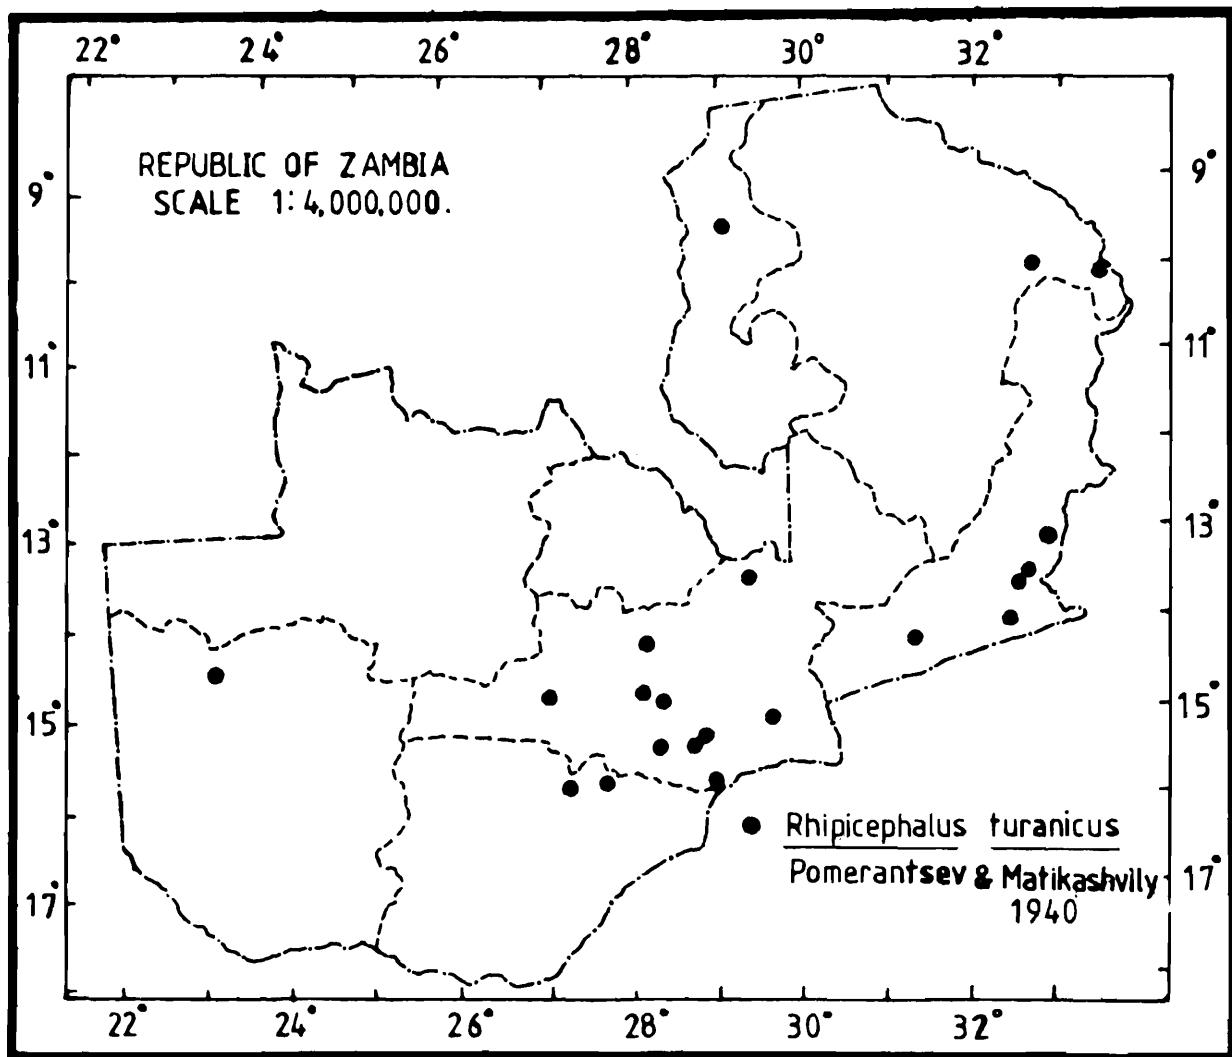 22° 24° 26° 28° 30° 32°
REPUBLIC OF ZAMBIA
SCALE 1:4,000,000.
9° 9°
11° 11°
13° 13°
15° 15°
Rhipicephalus turanicus
Pomerantsev & Matikashvily
17° 17°
1940
22° 24° 26° 28° 30° 32°